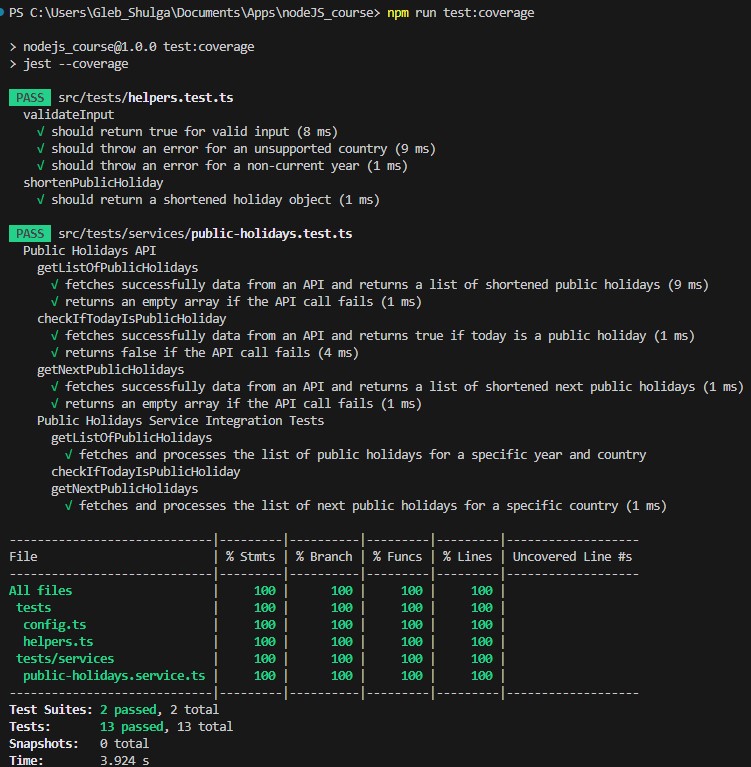 PS C:\Users\Gleb_Shulga\Documents\Apps\nodeJS_course> npm run test:coverage
> nodejs_course@1.0.0 test:coverage
> jest --coverage
PASS src/tests/helpers.test.ts
validateInput
√ should return true for valid input (8 ms)
√ should throw an error for an unsupported country (9 ms)
√ should throw an error for a non-current year (1 ms)
shortenPublicHoliday
√ should return a shortened holiday object (1 ms)
PASS src/tests/services/public-holidays.test.ts
Public Holidays API
getListOfPublicHolidays
√ fetches successfully data from an API and returns a list of shortened public holidays (9 ms)
√ returns an empty array if the API call fails (1 ms)
checkIfTodayIsPublicHoliday
√ fetches successfully data from an API and returns true if today is a public holiday (1 ms)
√ returns false if the API call fails (4 ms)
getNextPublicHolidays
√ fetches successfully data from an API and returns a list of shortened next public holidays (1 ms)
√ returns an empty array if the API call fails (1 ms)
Public Holidays Service Integration Tests
getListOfPublicHolidays
√ fetches and processes the list of public holidays for a specific year and country
checkIfTodayIsPublicHoliday
getNextPublicHolidays
√ fetches and processes the list of next public holidays for a specific country (1 ms)
-----------------------------|---------|----------|---------|---------|-------------------
File | % Stmts | % Branch | % Funcs | % Lines | Uncovered Line #s
-----------------------------|---------|----------|---------|---------|-------------------
All files | 100 | 100 | 100 | 100 |
tests | 100 | 100 | 100 | 100 |
config.ts | 100 | 100 | 100 | 100 |
helpers.ts | 100 | 100 | 100 | 100 |
tests/services | 100 | 100 | 100 | 100 |
public-holidays.service.ts | 100 | 100 | 100 | 100 |
-----------------------------|---------|----------|---------|---------|-------------------
Test Suites: 2 passed, 2 total
Tests: 13 passed, 13 total
Snapshots: 0 total
Time: 3.924 s